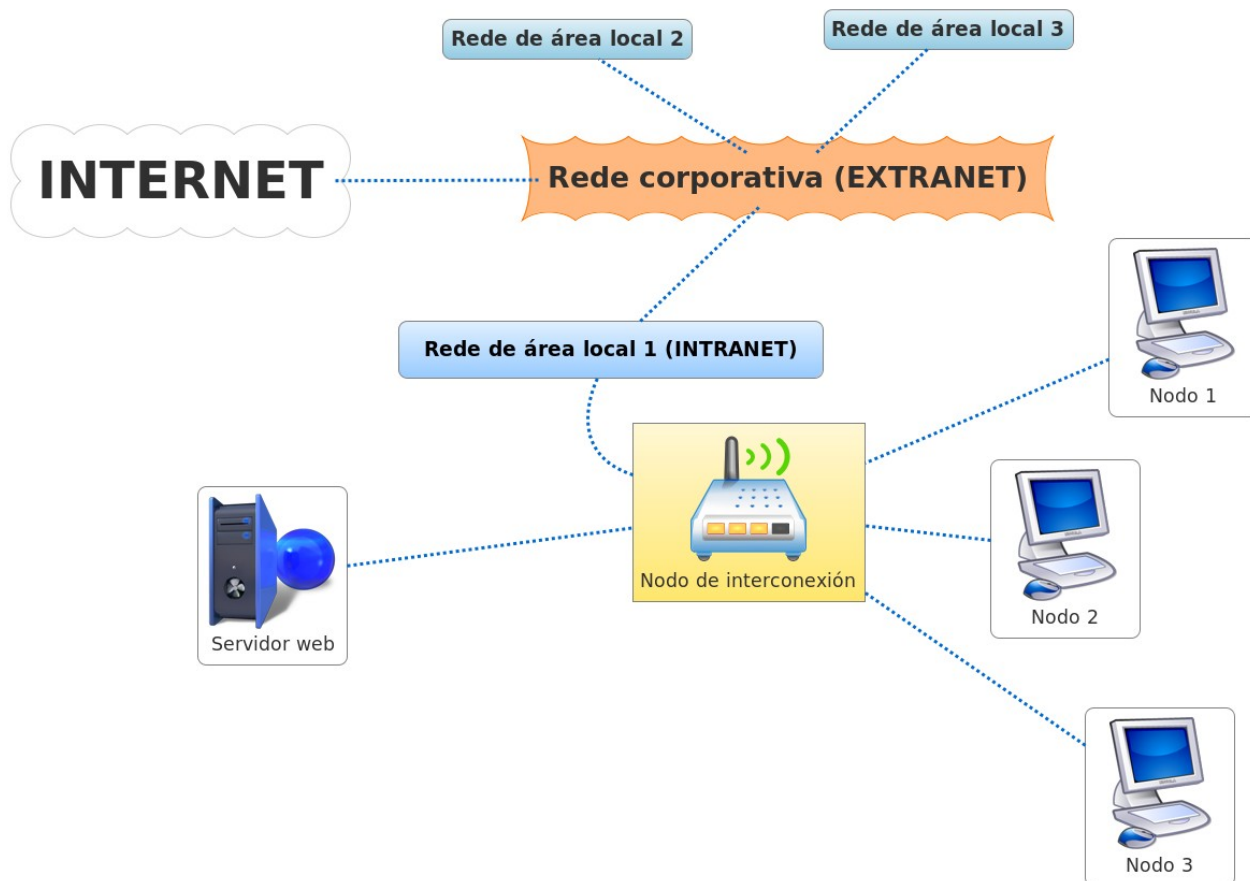 Rede de área local 2
Rede de área local 3
INTERNET
Rede corporativa (EXTRANET)
Rede de área local 1 (INTRANET)
Nodo 1
Nodo de interconexión
Nodo 2
Servidor web
Nodo 3